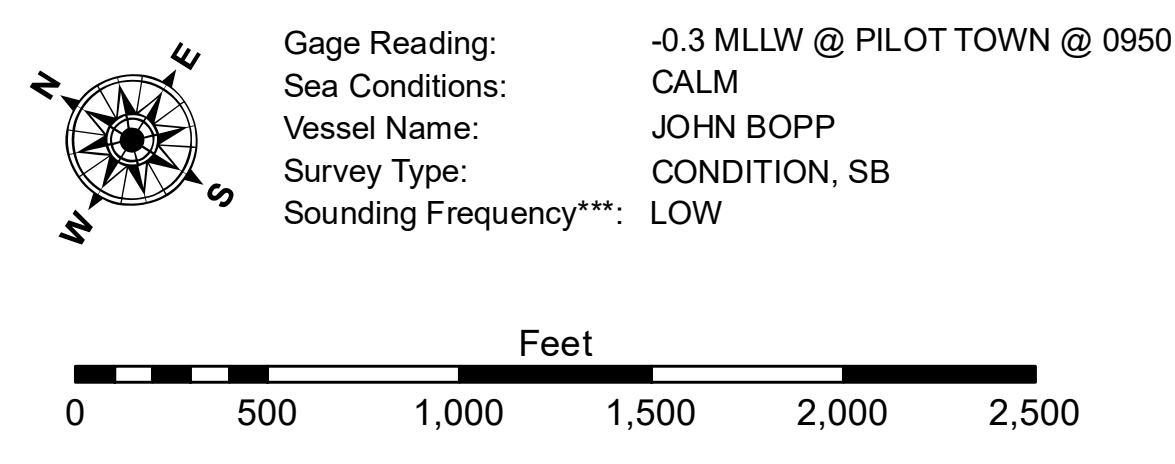 N
E
S
W
Gage Reading: -0.3 MLLW @ PILOT TOWN @ 0950
Sea Conditions: CALM
Vessel Name: JOHN BOPP
Survey Type: CONDITION, SB
Sounding Frequency***: LOW
Feet
0 500 1,000 1,500 2,000 2,500